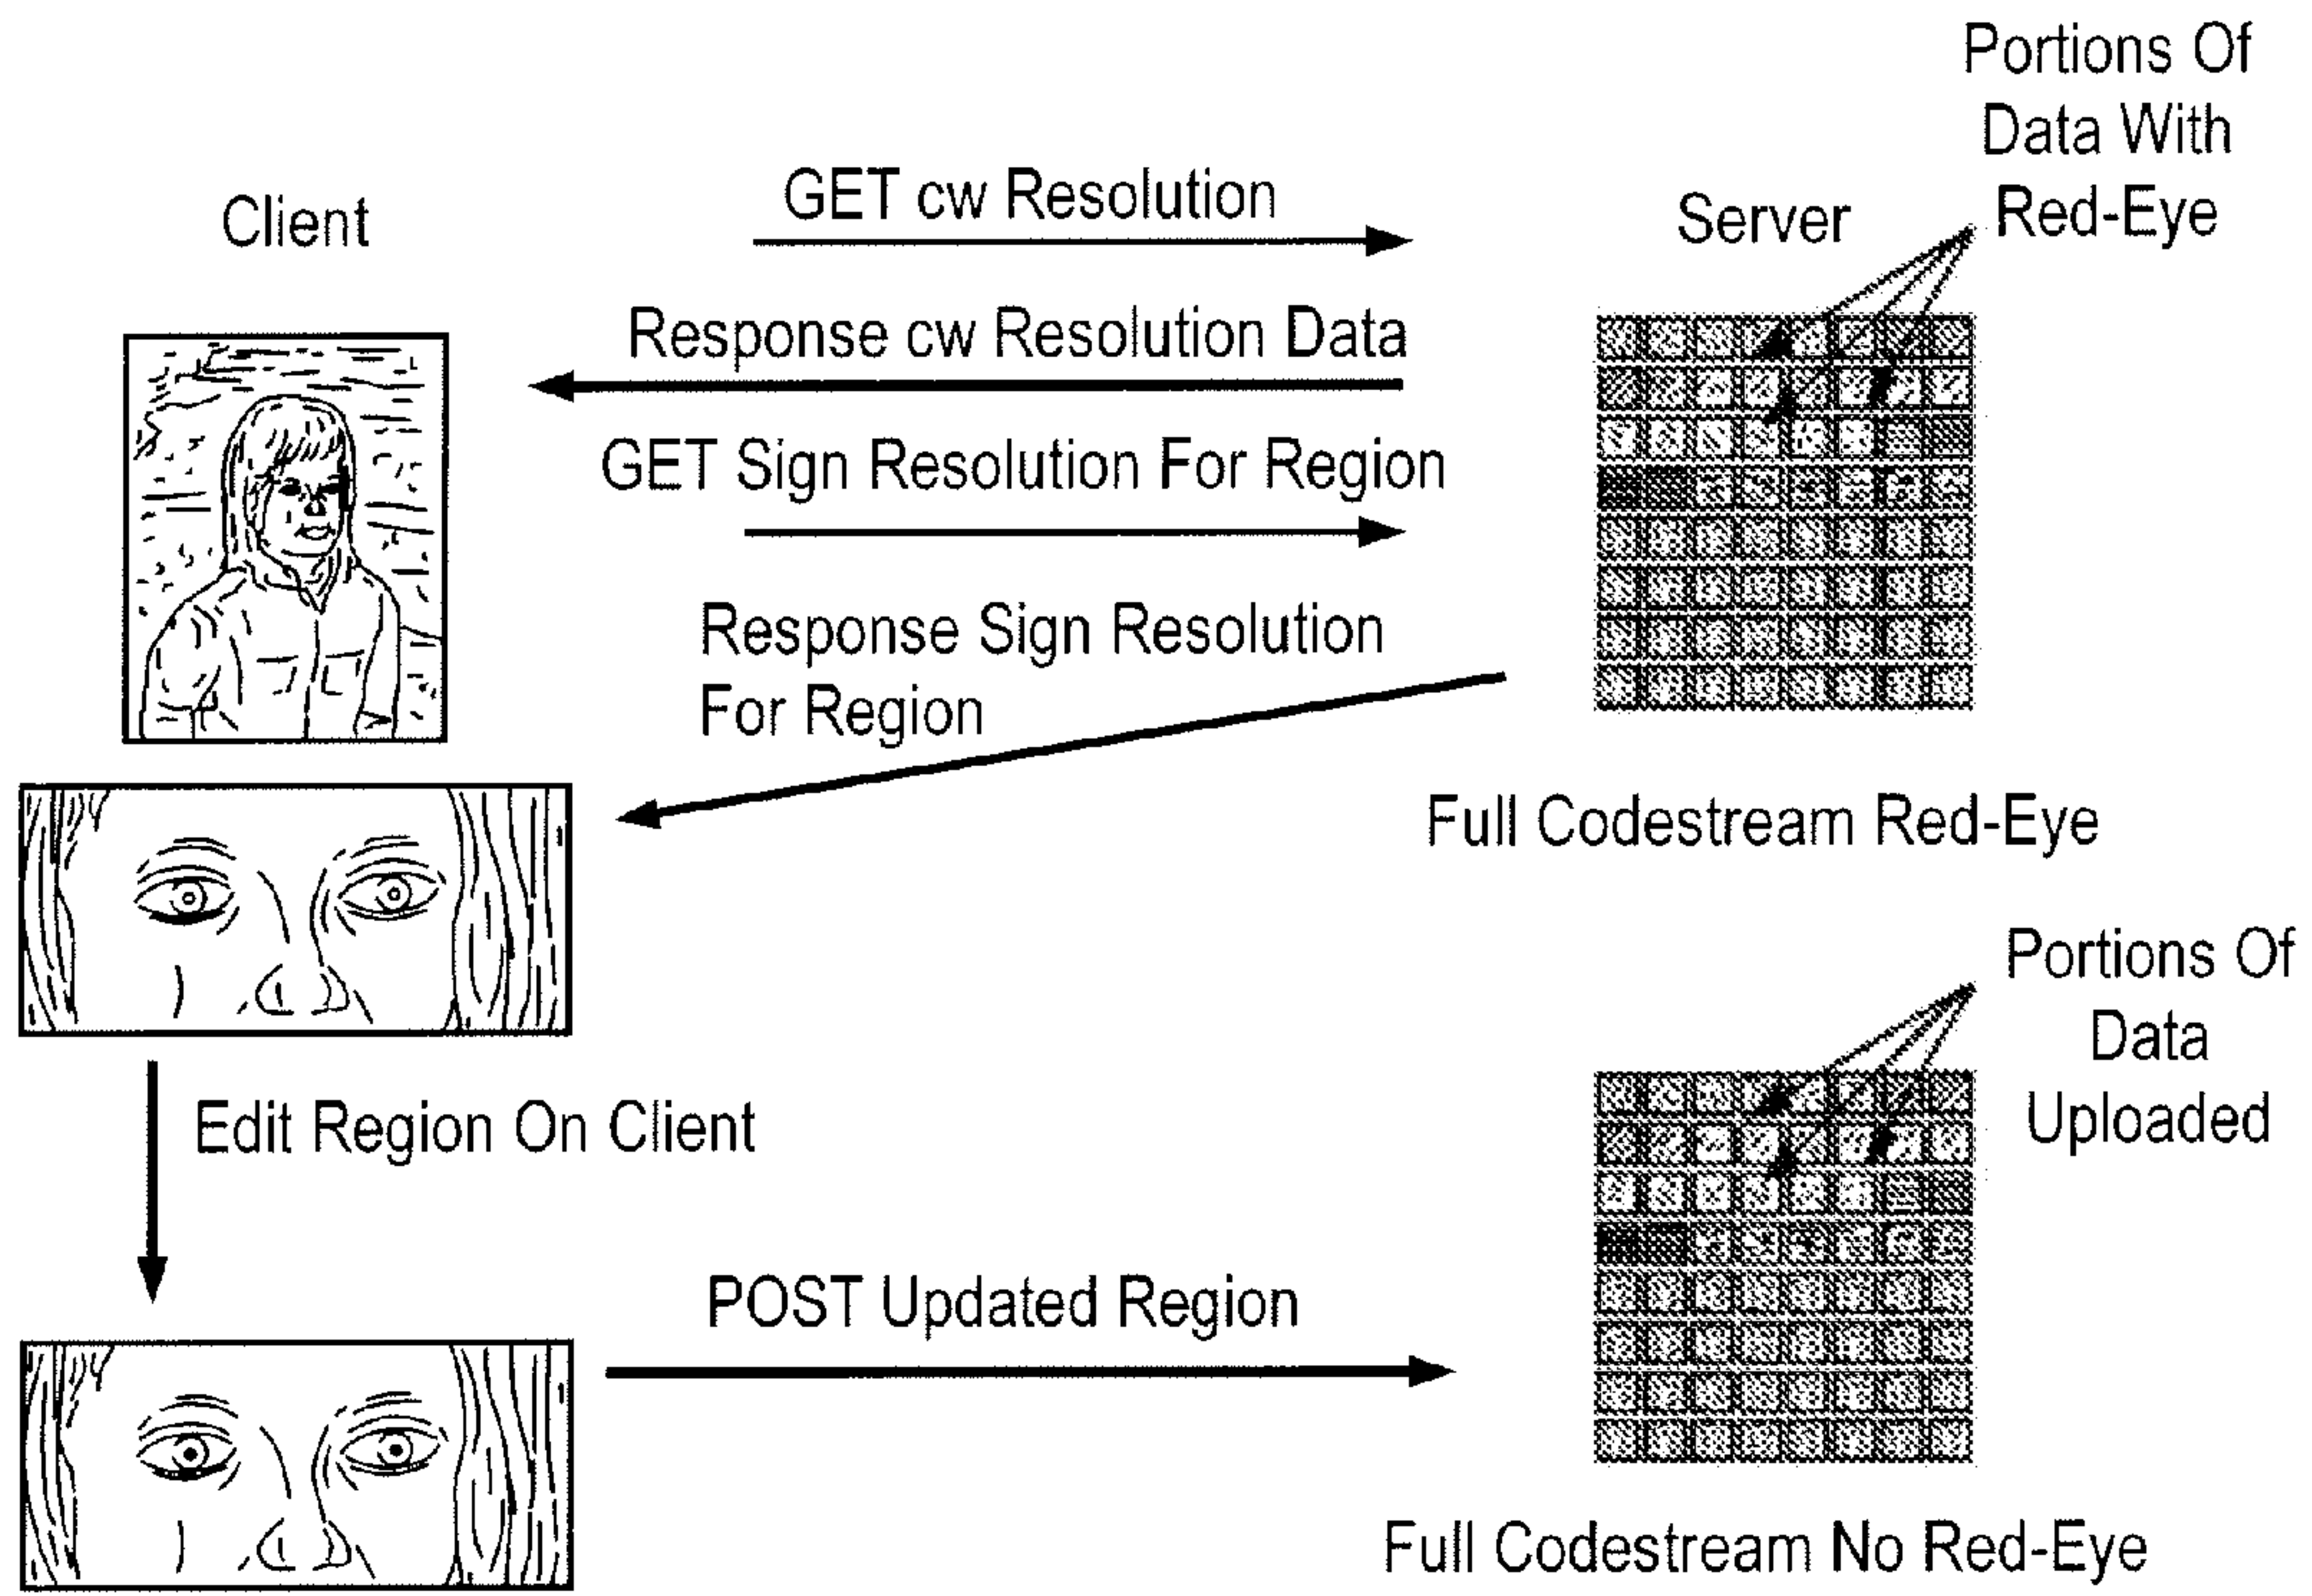 Portions Of
Data With
Red-Eye
Client
GET cw Resolution
Server
Response cw Resolution Data
GET Sign Resolution For Region
Response Sign Resolution
For Region
Full Codestream Red-Eye
Portions Of
Data
Uploaded
Edit Region On Client
POST Updated Region
Full Codestream No Red-Eye